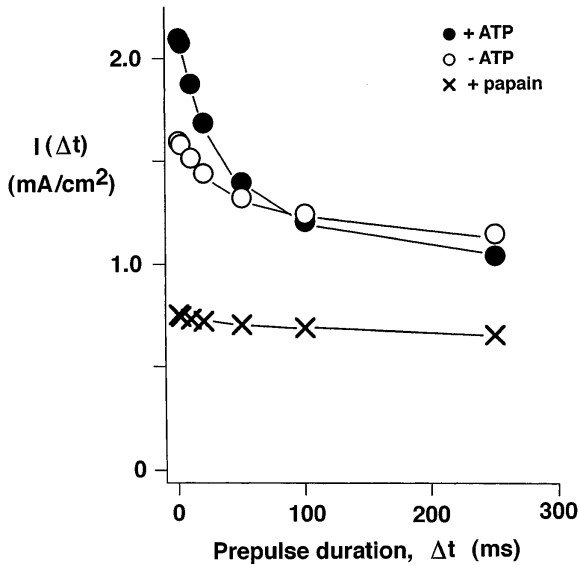 + ATP
- ATP
+ papain
2.0
I (Δt)
(mA/cm2)
1.0
0
0 100 200 300
Prepulse duration, Δt (ms)